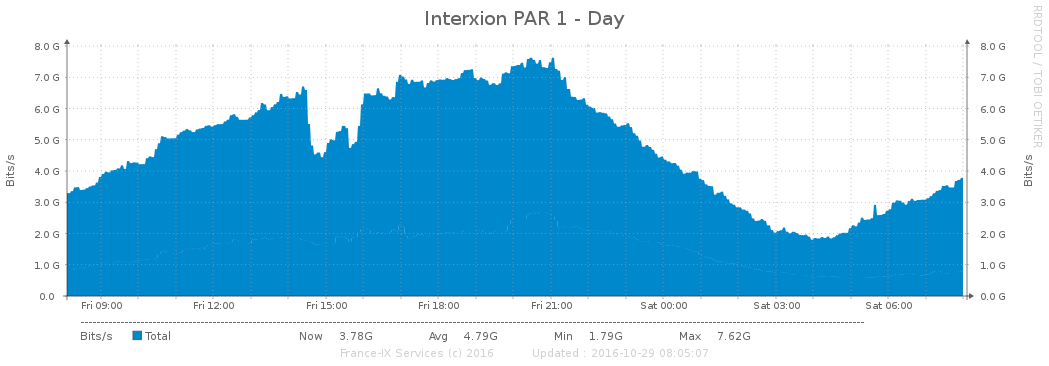 Interxion PAR 1 - Day
RRDTOOL / TOBI OETIKER
Bits/s
8.0 G
7.0 G
6.0 G
5.0 G
4.0 G
3.0 G
2.0 G
1.0 G
0.0
8.0 G
7.0 G
6.0 G
5.0 G
4.0 G
3.0 G
2.0 G
1.0 G
0.0 G
Bits/s
Fri 09:00 Fri 12:00 Fri 15:00 Fri 18:00 Fri 21:00 Sat 00:00 Sat 03:00 Sat 06:00
Bits/s Total Now 3.78G Avg 4.79G Min 1.79G Max 7.62G
France-IX Services (c) 2016 Updated : 2016-10-29 08:05:07